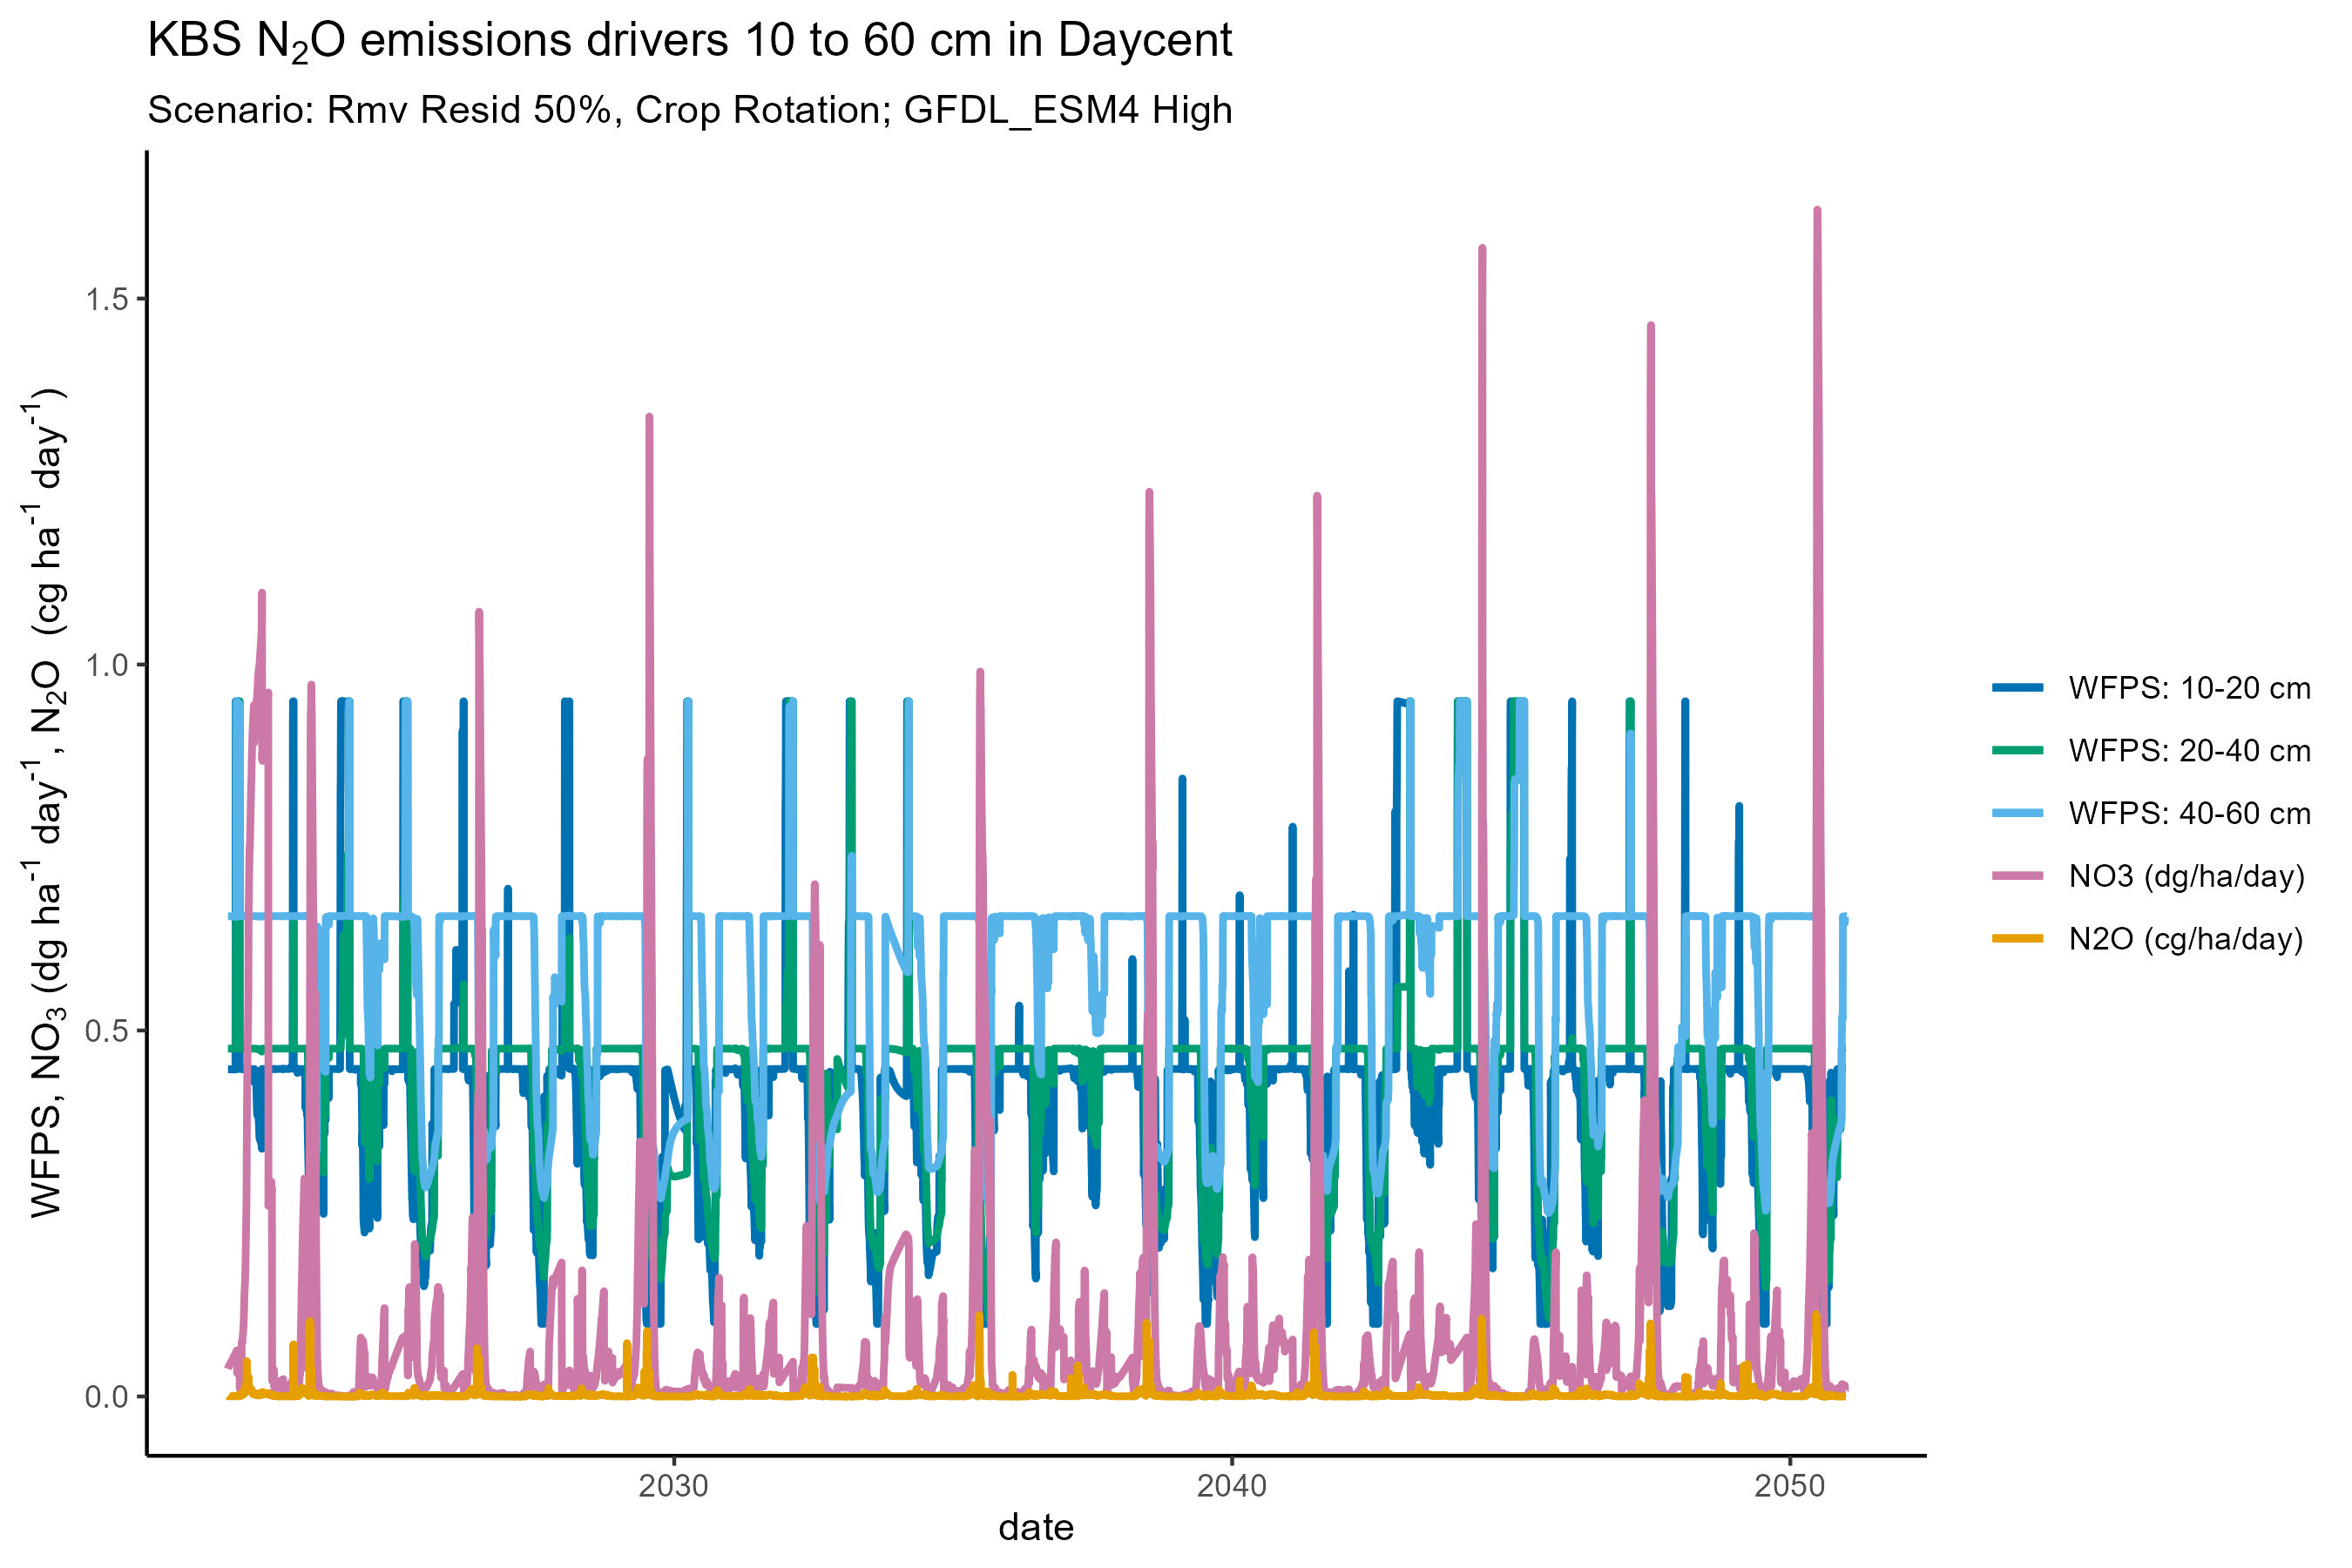 KBS N₂O emissions drivers 10 to 60 cm in Daycent
Scenario: Rmv Resid 50%, Crop Rotation; GFDL_ESM4 High
WFPS, NO₃ (dg ha⁻¹ day⁻¹, N₂O (cg ha⁻¹ day⁻¹)
1.5
1.0
0.5
0.0
2030
2040
2050
date
WFPS: 10-20 cm
WFPS: 20-40 cm
WFPS: 40-60 cm
NO3 (dg/ha/day)
N2O (cg/ha/day)